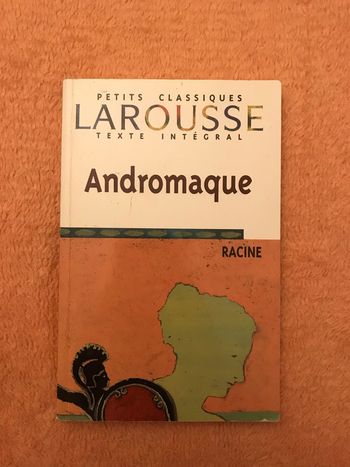 PETITS CLASSIQUES
LAROUSSE
TEXTE INTÉGRAL
Andromaque
RACINE